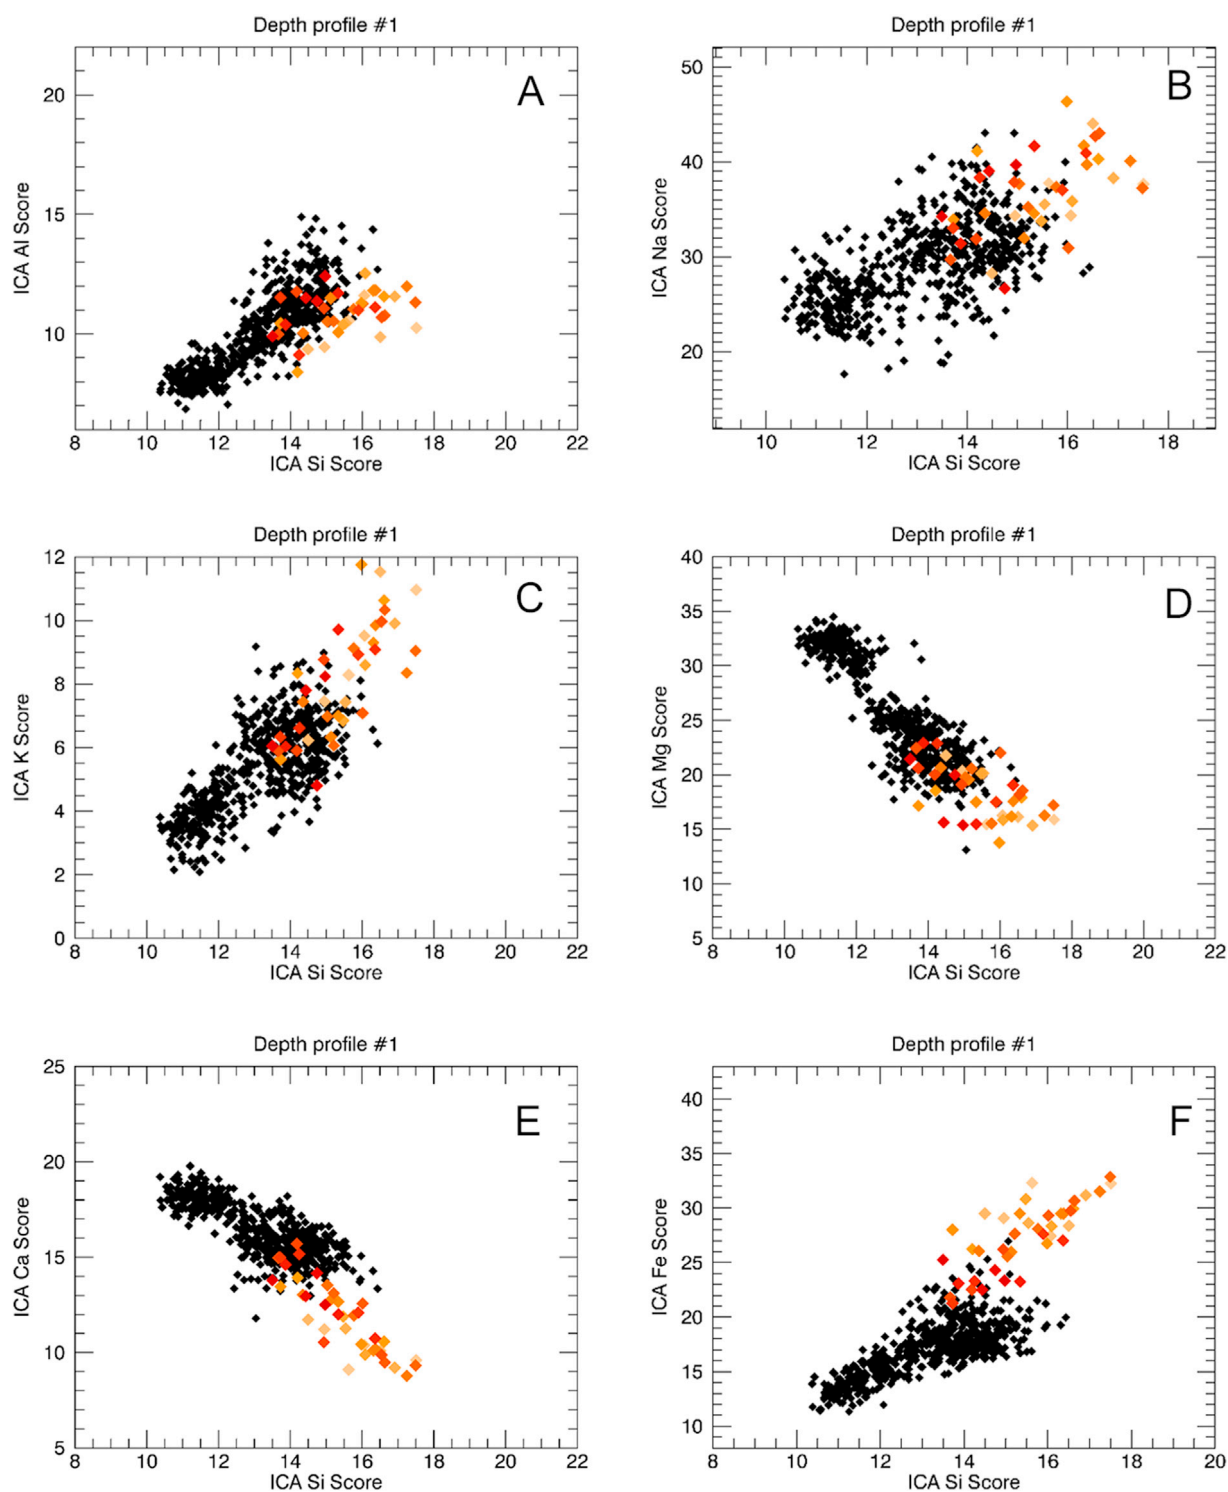 Depth profile #1
A
20
15
10
ICA Al Score
8 10 12 14 16 18 20 22
ICA Si Score
Depth profile #1
B
50
40
30
20
ICA Na Score
10 12 14 16 18
ICA Si Score
Depth profile #1
C
12
10
8
6
4
2
0
ICA K Score
8 10 12 14 16 18 20 22
ICA Si Score
Depth profile #1
D
40
35
30
25
20
15
10
5
ICA Mg Score
8 10 12 14 16 18 20 22
ICA Si Score
Depth profile #1
E
25
20
15
10
5
ICA Ca Score
8 10 12 14 16 18 20 22
ICA Si Score
Depth profile #1
F
40
35
30
25
20
15
10
ICA Fe Score
8 10 12 14 16 18 20
ICA Si Score